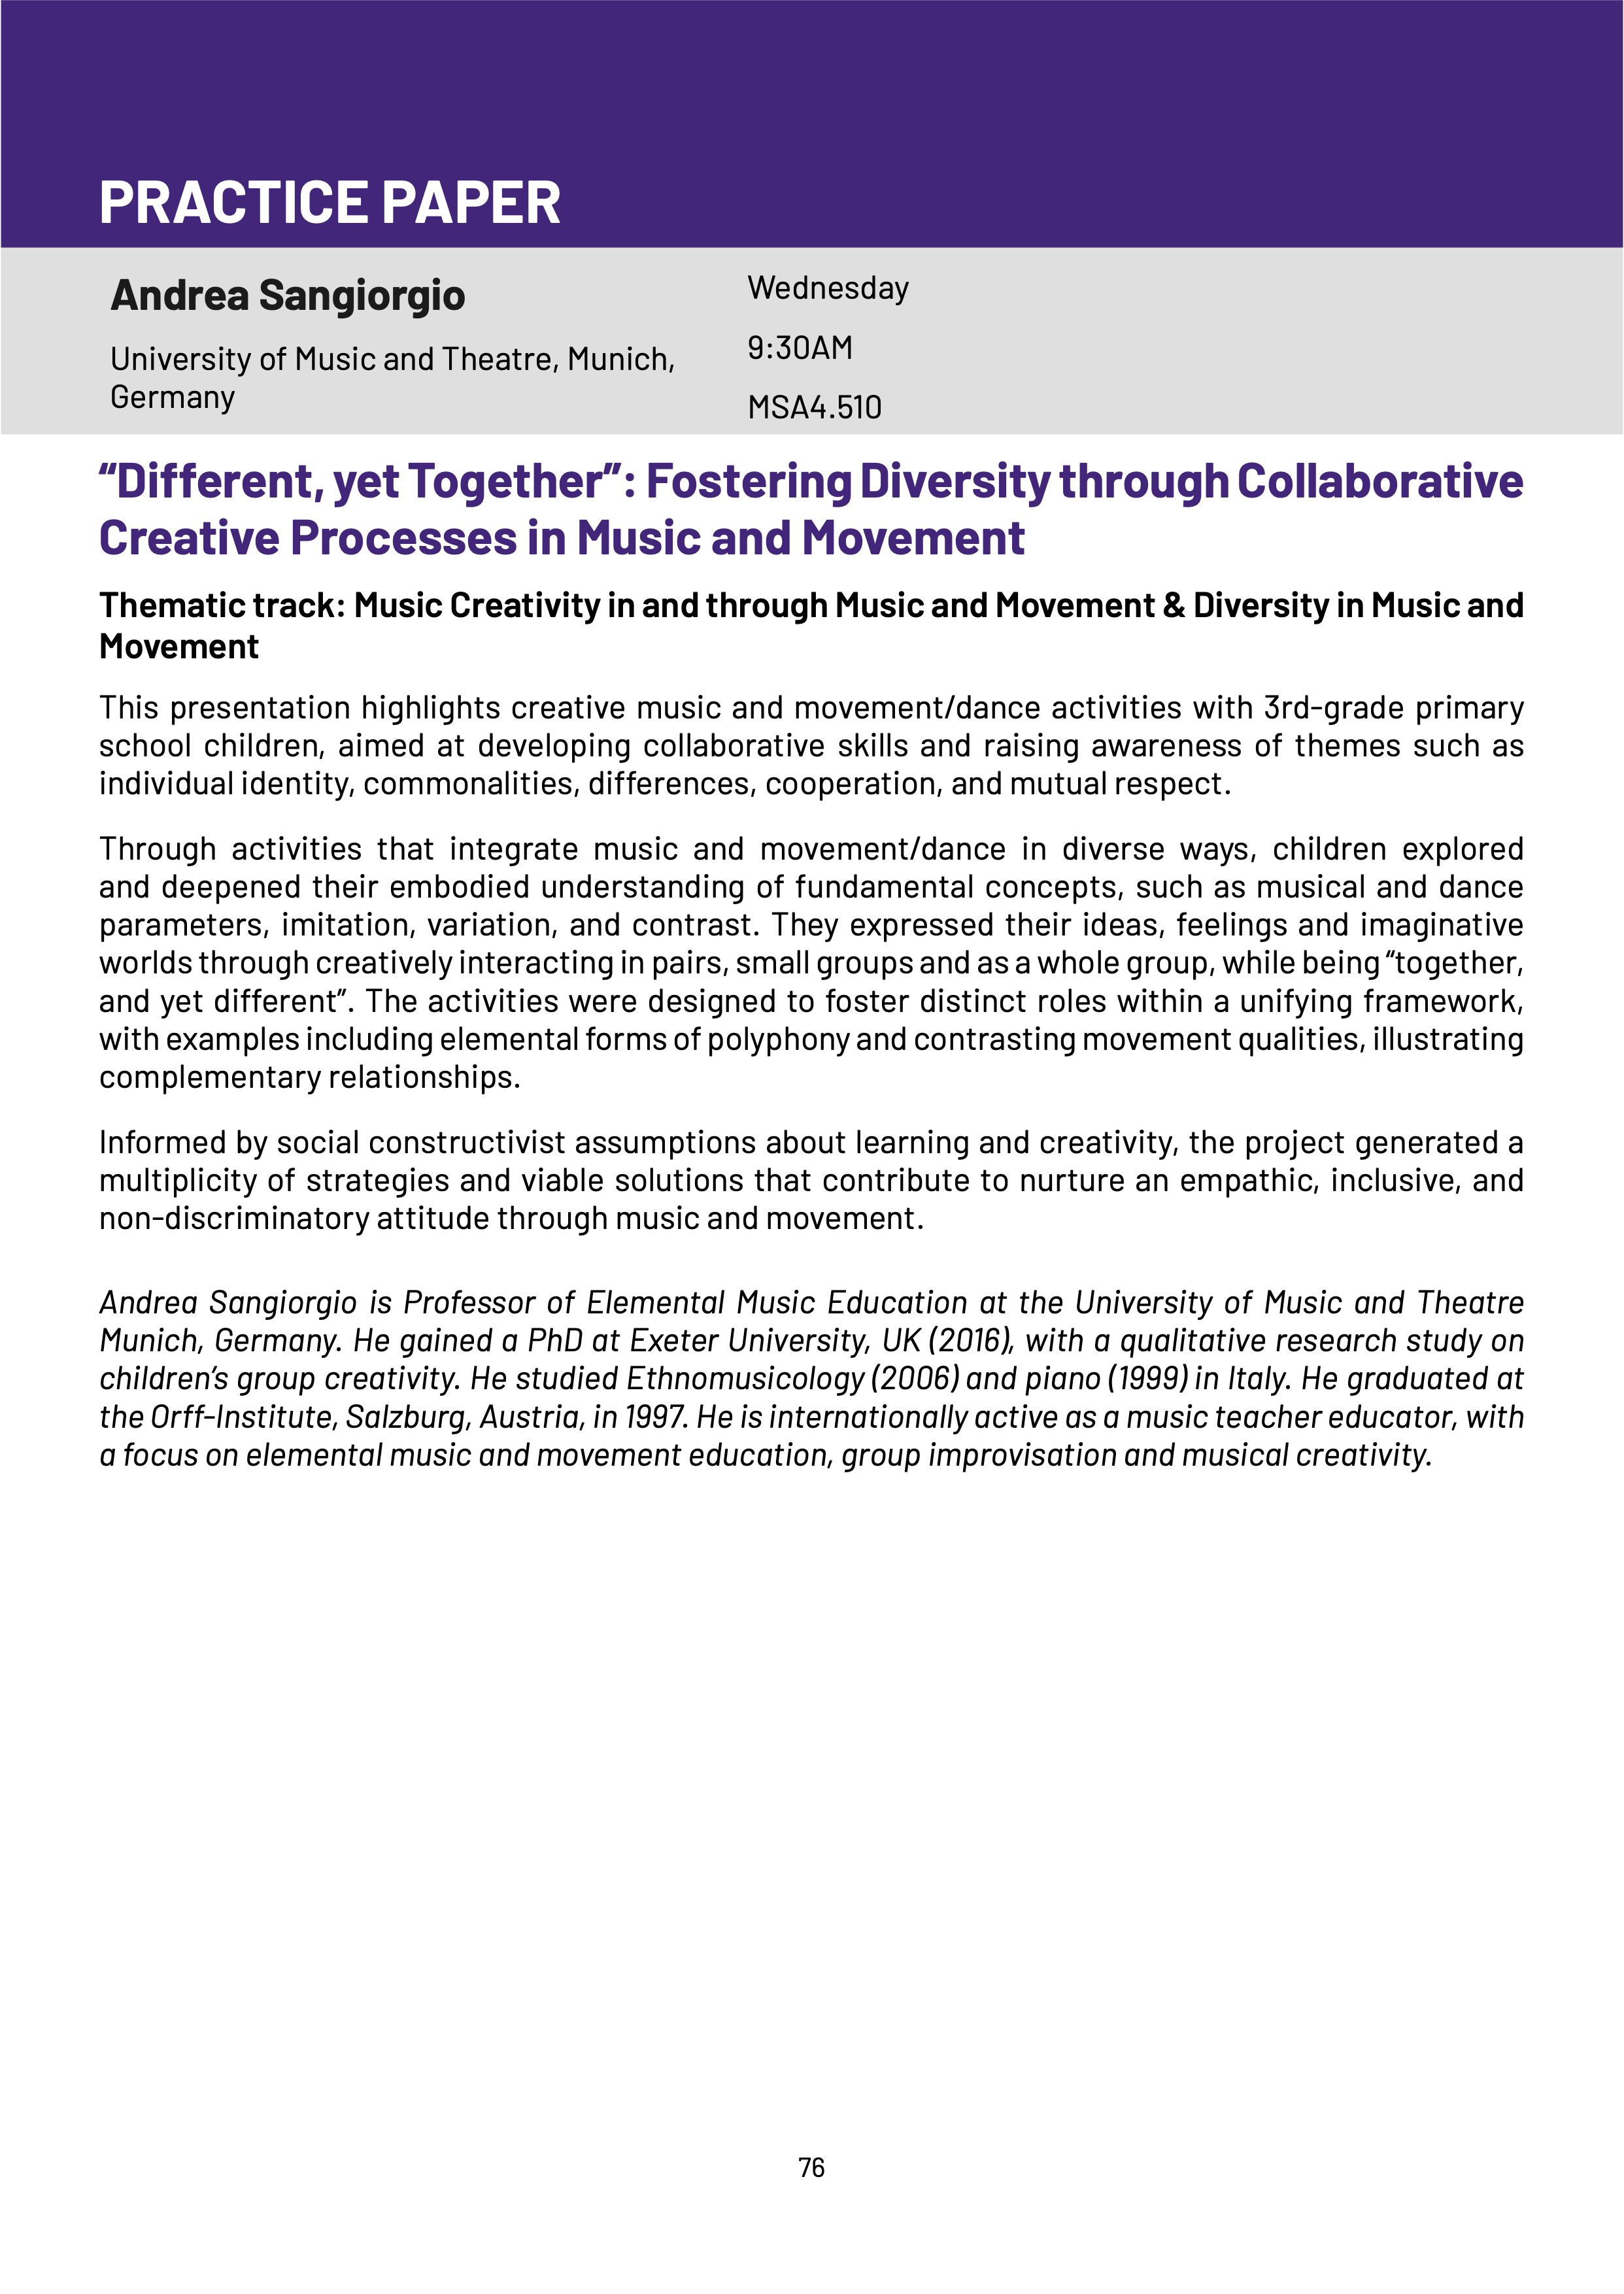 PRACTICE PAPER
Andrea Sangiorgio
University of Music and Theatre, Munich,
Germany
Wednesday
9:30AM
MSA4.510
“Different, yet Together”: Fostering Diversity through Collaborative
Creative Processes in Music and Movement
Thematic track: Music Creativity in and through Music and Movement & Diversity in Music and
Movement
This presentation highlights creative music and movement/dance activities with 3rd-grade primary
school children, aimed at developing collaborative skills and raising awareness of themes such as
individual identity, commonalities, differences, cooperation, and mutual respect.
Through activities that integrate music and movement/dance in diverse ways, children explored
and deepened their embodied understanding of fundamental concepts, such as musical and dance
parameters, imitation, variation, and contrast. They expressed their ideas, feelings and imaginative
worlds through creatively interacting in pairs, small groups and as a whole group, while being “together,
and yet different”. The activities were designed to foster distinct roles within a unifying framework,
with examples including elemental forms of polyphony and contrasting movement qualities, illustrating
complementary relationships.
Informed by social constructivist assumptions about learning and creativity, the project generated a
multiplicity of strategies and viable solutions that contribute to nurture an empathic, inclusive, and
non-discriminatory attitude through music and movement.
Andrea Sangiorgio is Professor of Elemental Music Education at the University of Music and Theatre
Munich, Germany. He gained a PhD at Exeter University, UK (2016), with a qualitative research study on
children’s group creativity. He studied Ethnomusicology (2006) and piano (1999) in Italy. He graduated at
the Orff-Institute, Salzburg, Austria, in 1997. He is internationally active as a music teacher educator, with
a focus on elemental music and movement education, group improvisation and musical creativity.
76